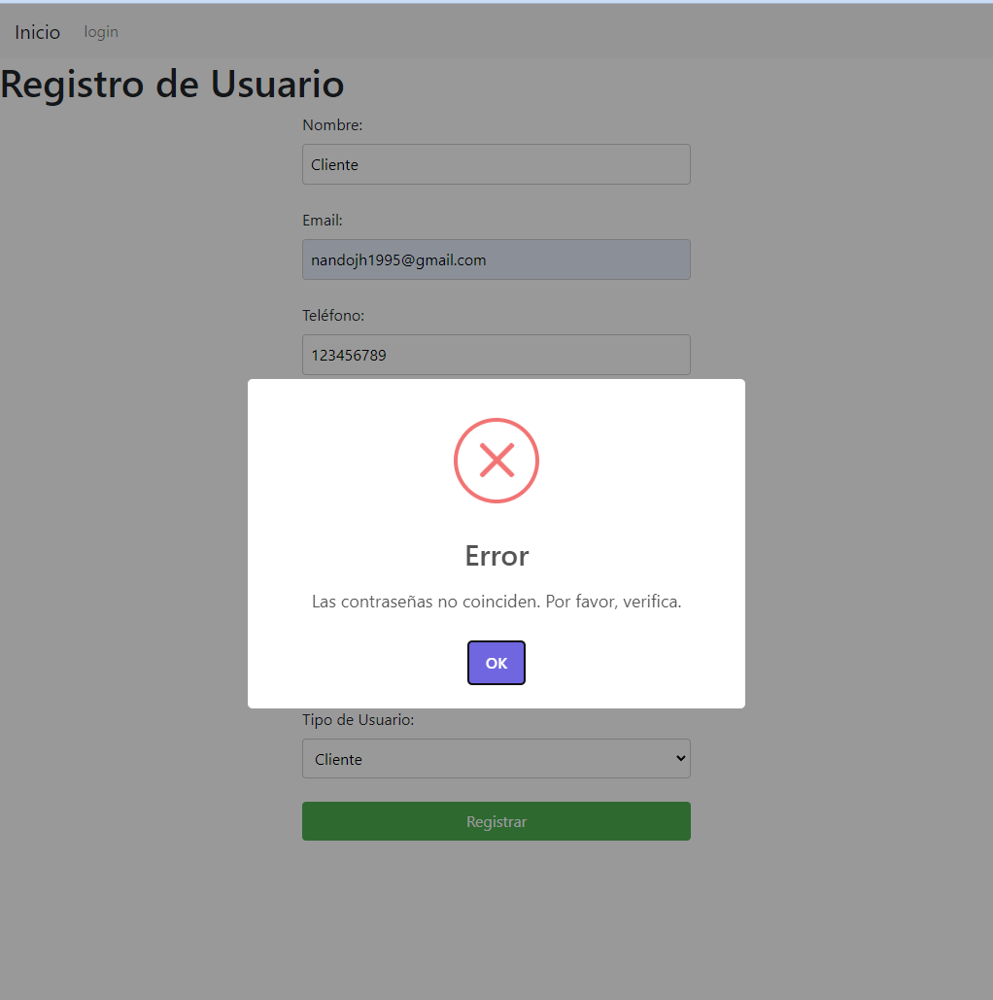 Inicio login
Registro de Usuario
Nombre:
Cliente
Email:
nandojh1995@gmail.com
Teléfono:
123456789
Error
Las contraseñas no coinciden. Por favor, verifica.
OK
Tipo de Usuario:
Cliente
Registrar